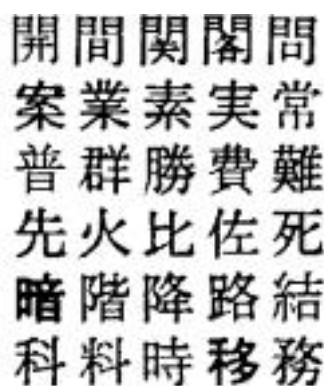 開間関閣問
案業素実常
普群勝費難
先火比佐死
暗階降路結
科料時移務